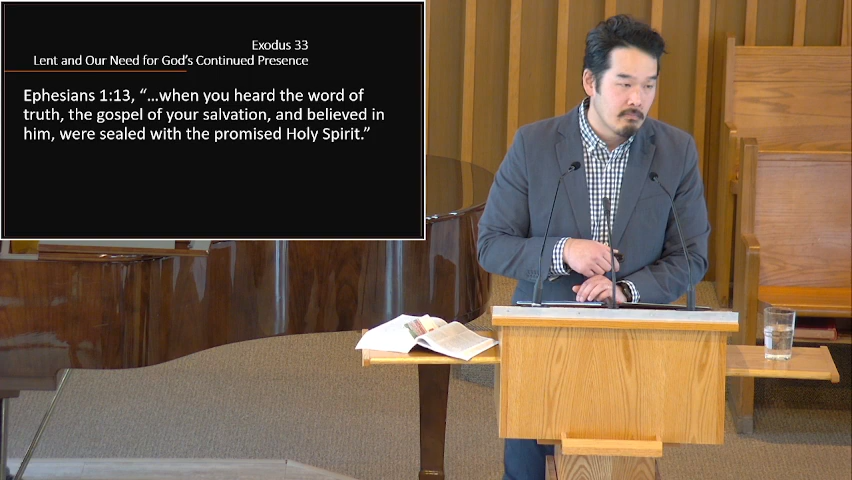 Exodus 33
Lent and Our Need for God's Continued Presence
Ephesians 1:13, “…when you heard the word of
truth, the gospel of your salvation, and believed in
him, were sealed with the promised Holy Spirit.”